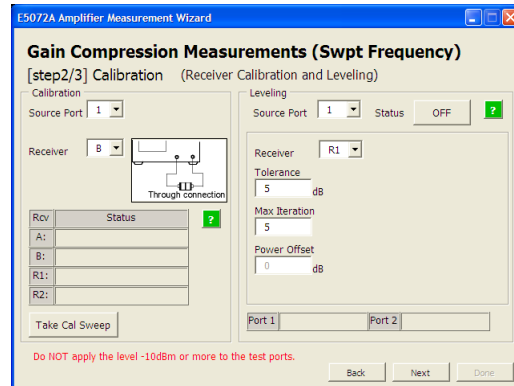 E5072A Amplifier Measurement Wizard
Gain Compression Measurements (Swpt Frequency)
[step2/3] Calibration (Receiver Calibration and Leveling)
Calibration
Source Port 1
Receiver B
Through connection
Rcv Status
?
A:
B:
R1:
R2:
Take Cal Sweep
Leveling
Source Port 1 Status OFF ?
Receiver R1
Tolerance
5 dB
Max Iteration
5
Power Offset
0 dB
Port 1 Port 2
Do NOT apply the level -10dBm or more to the test ports.
Back Next Done